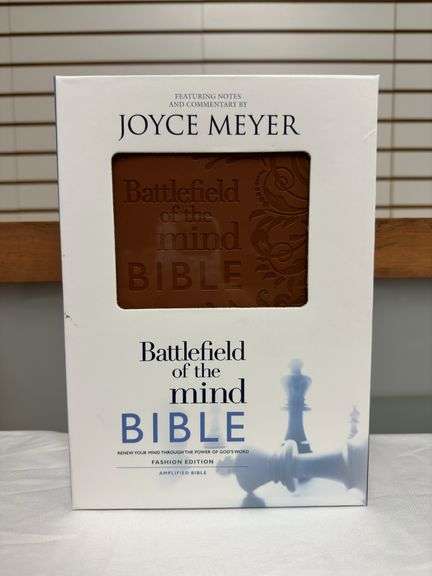 FEATURING NOTES
AND COMMENTARY BY
JOYCE MEYER
Battlefield
of the
mind
BIBLE
Battlefield
of the
mind
BIBLE
RENEW YOUR MIND THROUGH THE POWER OF GOD'S WORD
FASHION EDITION
AMPLIFIED BIBLE